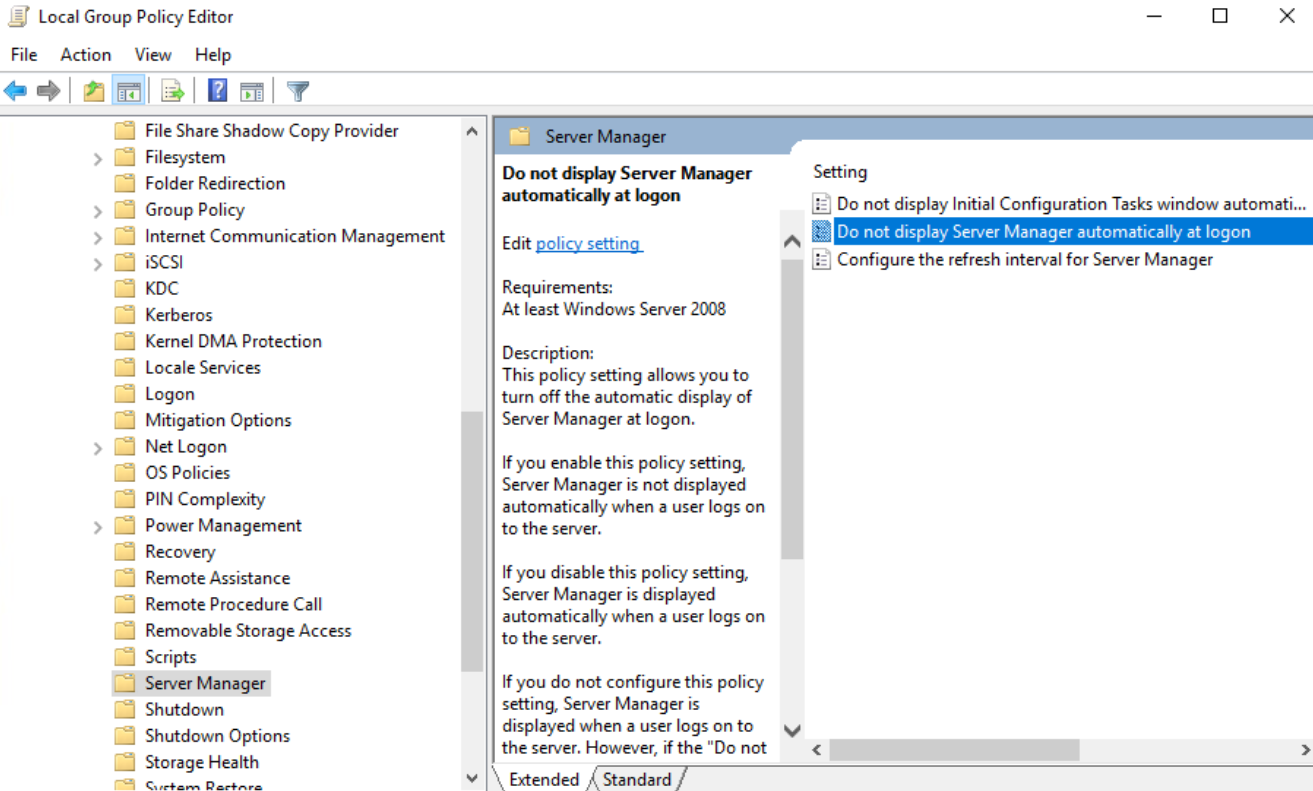 Local Group Policy Editor
File Action View Help
File Share Shadow Copy Provider
Filesystem
Folder Redirection
Group Policy
Internet Communication Management
iSCSI
KDC
Kerberos
Kernel DMA Protection
Locale Services
Logon
Mitigation Options
Net Logon
OS Policies
PIN Complexity
Power Management
Recovery
Remote Assistance
Remote Procedure Call
Removable Storage Access
Scripts
Server Manager
Shutdown
Shutdown Options
Storage Health
System Restore
Server Manager
Do not display Server Manager
automatically at logon
Edit policy setting
Requirements:
At least Windows Server 2008
Description:
This policy setting allows you to
turn off the automatic display of
Server Manager at logon.
If you enable this policy setting,
Server Manager is not displayed
automatically when a user logs on
to the server.
If you disable this policy setting,
Server Manager is displayed
automatically when a user logs on
to the server.
If you do not configure this policy
setting, Server Manager is
displayed when a user logs on to
the server. However, if the "Do not
Setting
Do not display Initial Configuration Tasks window automati...
Do not display Server Manager automatically at logon
Configure the refresh interval for Server Manager
Extended Standard